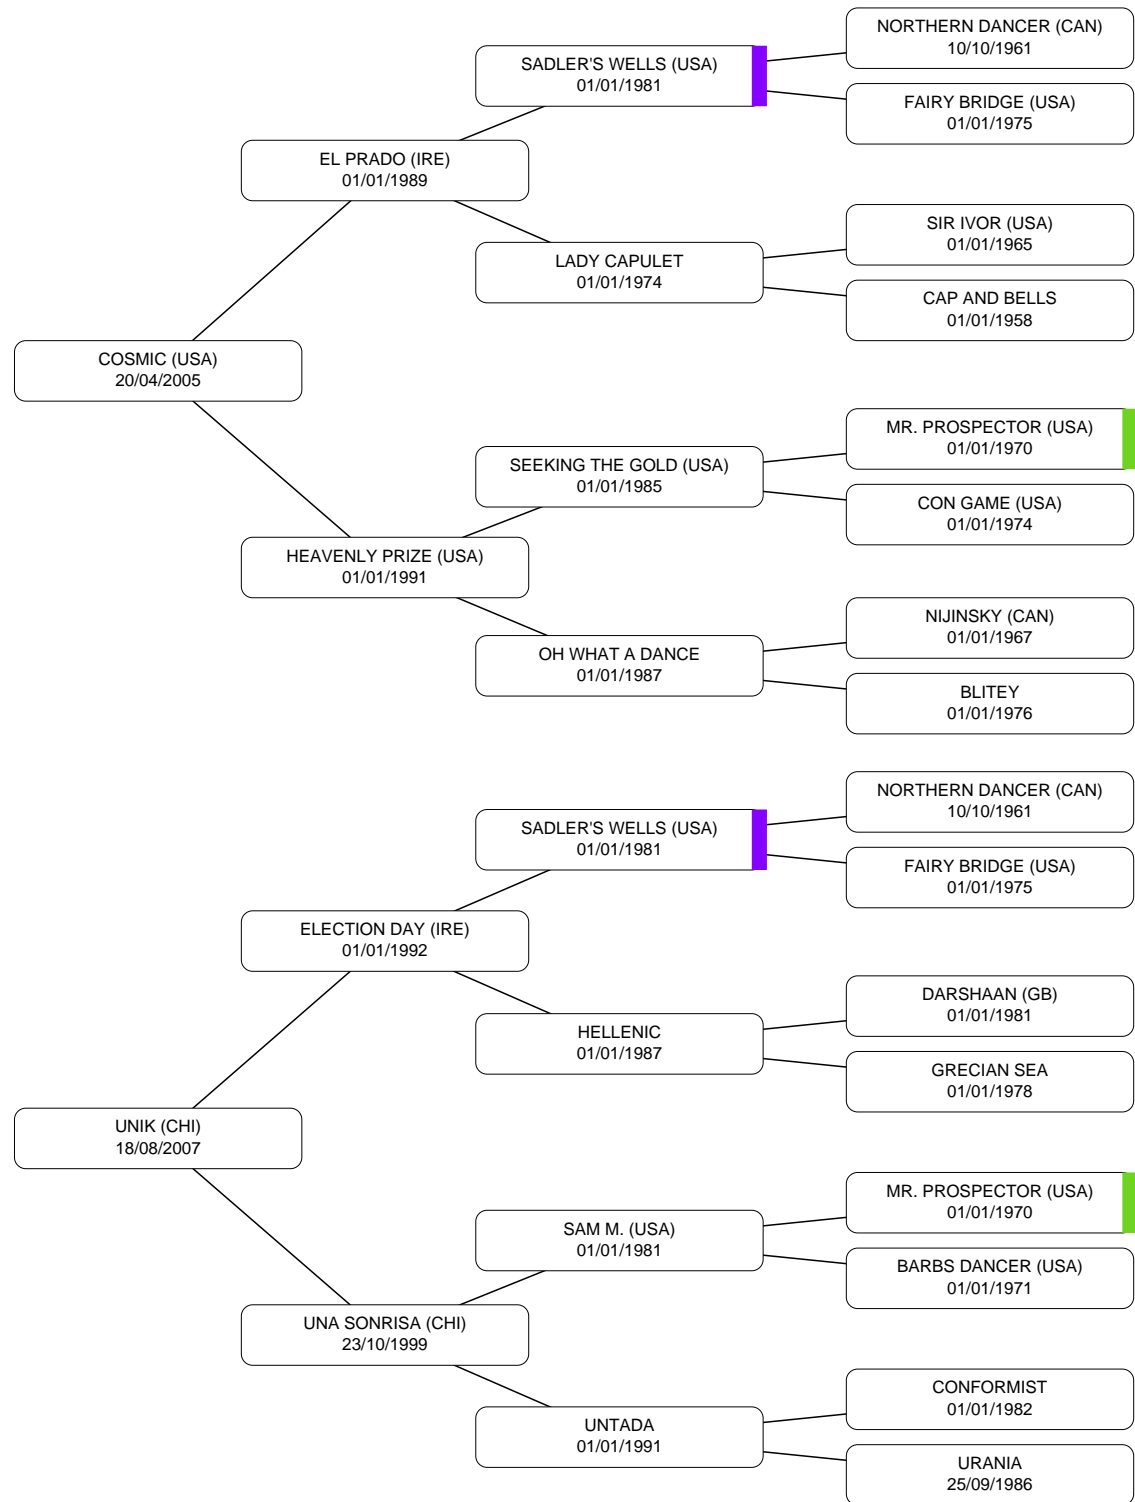 NORTHERN DANCER (CAN)
10/10/1961
SADLER'S WELLS (USA)
01/01/1981
FAIRY BRIDGE (USA)
01/01/1975
EL PRADO (IRE)
01/01/1989
SIR IVOR (USA)
01/01/1965
LADY CAPULET
01/01/1974
CAP AND BELLS
01/01/1958
COSMIC (USA)
20/04/2005
MR. PROSPECTOR (USA)
01/01/1970
SEEKING THE GOLD (USA)
01/01/1985
CON GAME (USA)
01/01/1974
HEAVENLY PRIZE (USA)
01/01/1991
NIJINSKY (CAN)
01/01/1967
OH WHAT A DANCE
01/01/1987
BLITEY
01/01/1976
NORTHERN DANCER (CAN)
10/10/1961
SADLER'S WELLS (USA)
01/01/1981
FAIRY BRIDGE (USA)
01/01/1975
ELECTION DAY (IRE)
01/01/1992
DARSHAAN (GB)
01/01/1981
HELLENIC
01/01/1987
GRECIAN SEA
01/01/1978
UNIK (CHI)
18/08/2007
MR. PROSPECTOR (USA)
01/01/1970
SAM M. (USA)
01/01/1981
BARBS DANCER (USA)
01/01/1971
UNA SONRISA (CHI)
23/10/1999
CONFORMIST
01/01/1982
UNTADA
01/01/1991
URANIA
25/09/1986